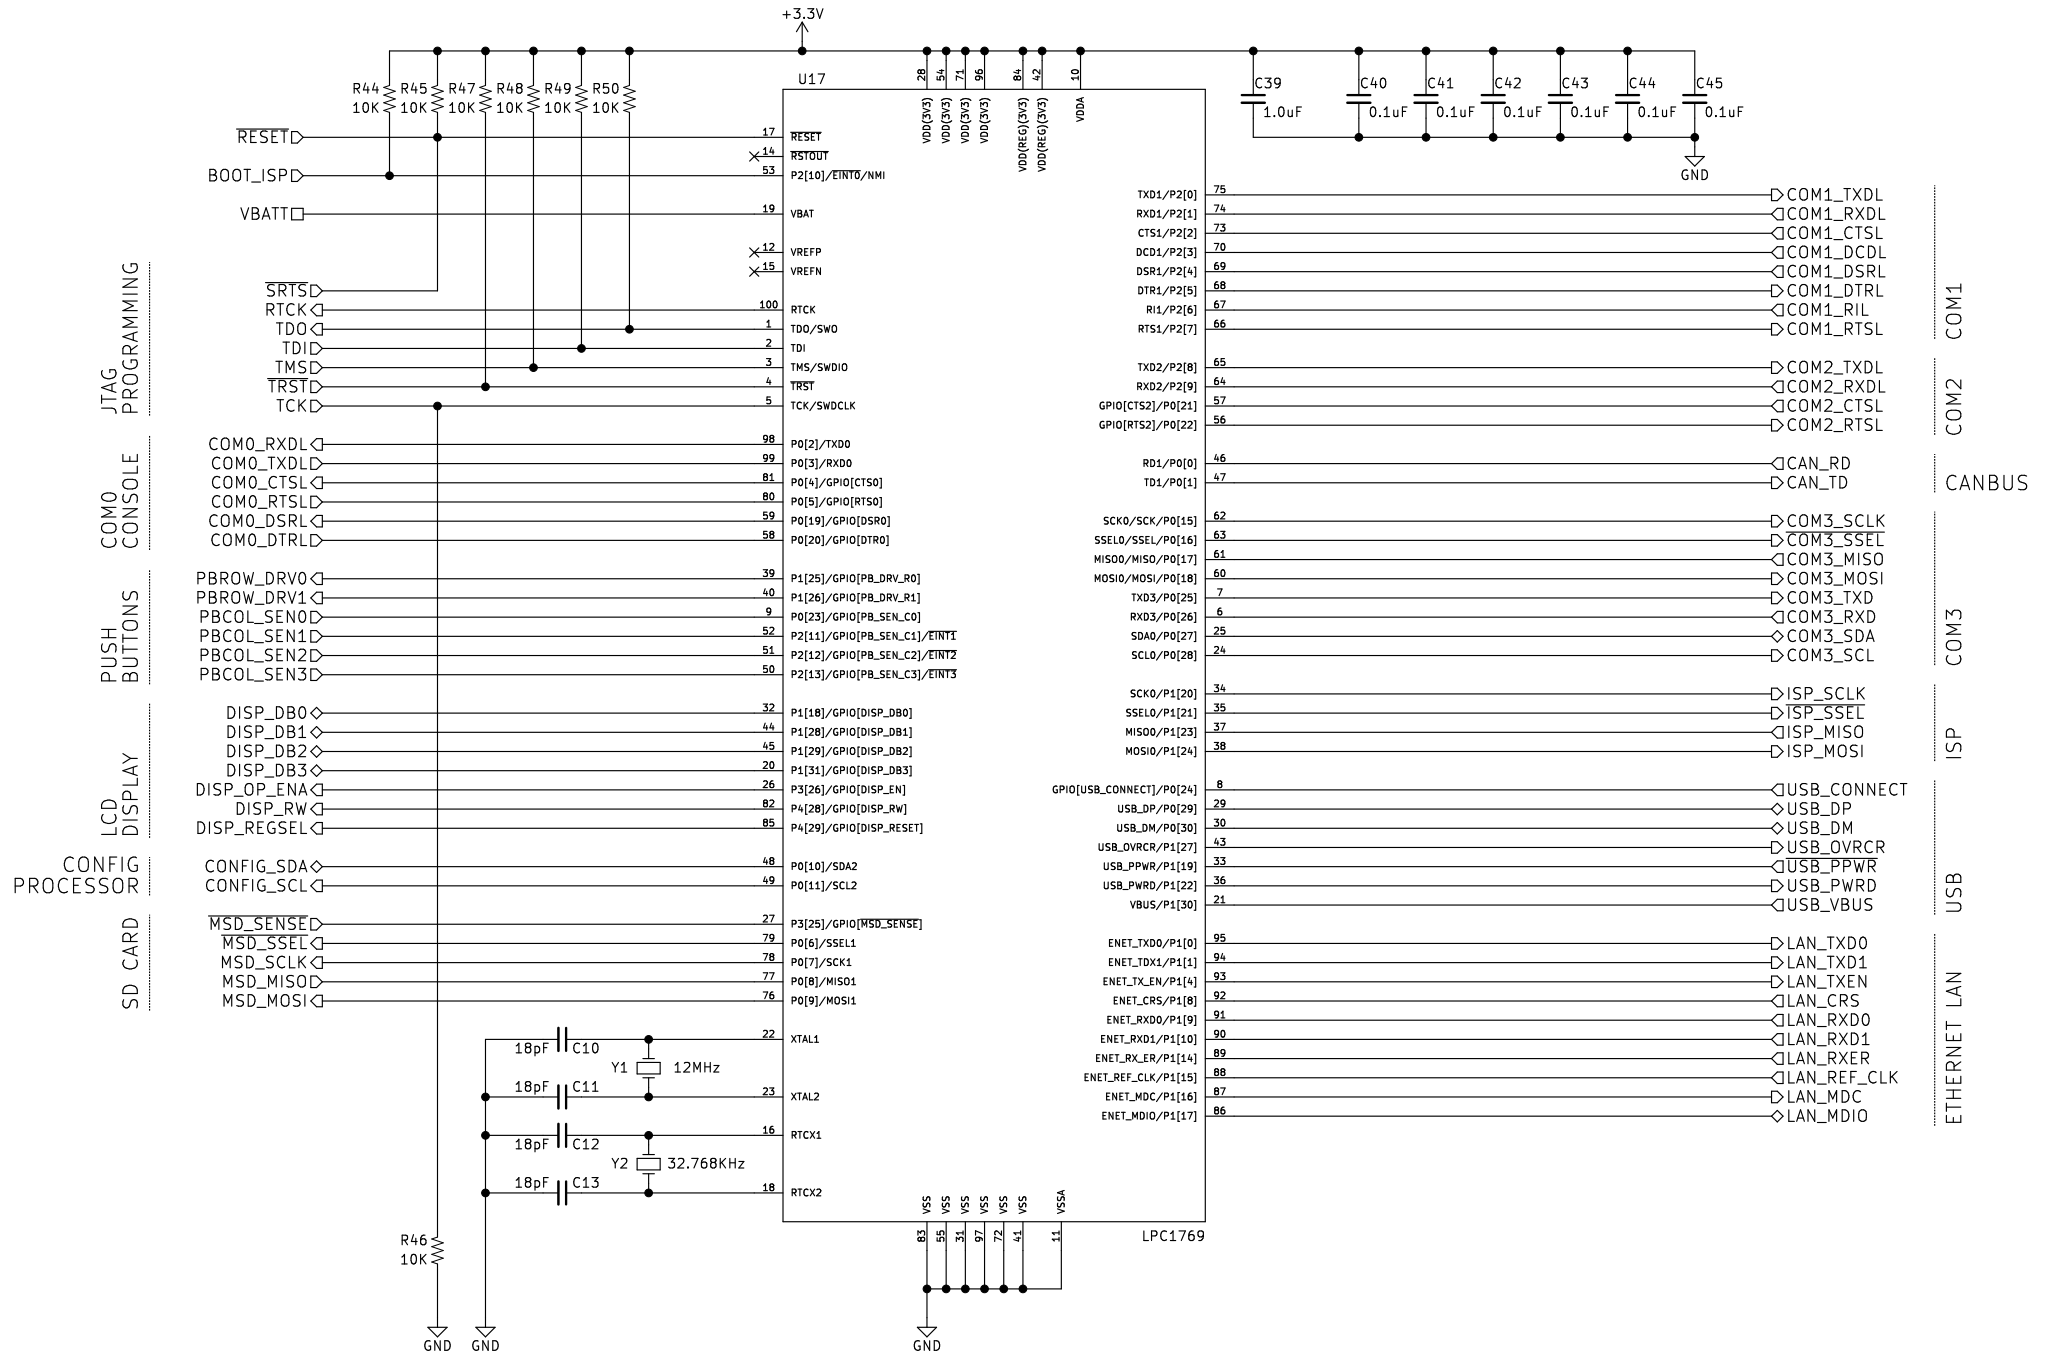 +3.3V
U17
R44 10K
R45 10K
R47 10K
R48 10K
R49 10K
R50 10K
28 VDD(3V3)
54 VDD(3V3)
71 VDD(3V3)
96 VDD(3V3)
84 VDD(REG)(3V3)
42 VDD(REG)(3V3)
10 VDDA
C39 1.0uF
C40 0.1uF
C41 0.1uF
C42 0.1uF
C43 0.1uF
C44 0.1uF
C45 0.1uF
GND
RESET 17 RESET
14 RSTOUT
BOOT_ISP 53 P2[10]/EINT0/NMI
VBATT 19 VBAT
12 VREFP
15 VREFN
JTAG
PROGRAMMING
SRTS
RTCK 100 RTCK
TDO 1 TDO/SWO
TDI 2 TDI
TMS 3 TMS/SWDIO
TRST 4 TRST
TCK 5 TCK/SWDCLK
COM0
CONSOLE
COM0_RXDL 98 P0[2]/TXD0
COM0_TXDL 99 P0[3]/RXD0
COM0_CTSL 81 P0[4]/GPIO[CTS0]
COM0_RTSL 80 P0[5]/GPIO[RTS0]
COM0_DSRL 59 P0[19]/GPIO[DSR0]
COM0_DTRL 58 P0[20]/GPIO[DTR0]
PUSH
BUTTONS
PBROW_DRV0 39 P1[25]/GPIO[PB_DRV_R0]
PBROW_DRV1 40 P1[26]/GPIO[PB_DRV_R1]
PBCOL_SEN0 9 P0[23]/GPIO[PB_SEN_C0]
PBCOL_SEN1 52 P2[11]/GPIO[PB_SEN_C1]/EINT1
PBCOL_SEN2 51 P2[12]/GPIO[PB_SEN_C2]/EINT2
PBCOL_SEN3 50 P2[13]/GPIO[PB_SEN_C3]/EINT3
LCD
DISPLAY
DISP_DB0 32 P1[18]/GPIO[DISP_DB0]
DISP_DB1 44 P1[28]/GPIO[DISP_DB1]
DISP_DB2 45 P1[29]/GPIO[DISP_DB2]
DISP_DB3 20 P1[31]/GPIO[DISP_DB3]
DISP_OP_ENA 26 P3[26]/GPIO[DISP_EN]
DISP_RW 82 P4[28]/GPIO[DISP_RW]
DISP_REGSEL 85 P4[29]/GPIO[DISP_RESET]
CONFIG
PROCESSOR
CONFIG_SDA 48 P0[10]/SDA2
CONFIG_SCL 49 P0[11]/SCL2
SD CARD
MSD_SENSE 27 P3[25]/GPIO[MSD_SENSE]
MSD_SSEL 79 P0[6]/SSEL1
MSD_SCLK 78 P0[7]/SCK1
MSD_MISO 77 P0[8]/MISO1
MSD_MOSI 76 P0[9]/MOSI1
18pF C10 22 XTAL1
Y1 12MHz
18pF C11 23 XTAL2
18pF C12 16 RTCX1
Y2 32.768KHz
18pF C13 18 RTCX2
R46
10K
GND
GND
TXD1/P2[0] 75 COM1_TXDL
RXD1/P2[1] 74 COM1_RXDL
CTS1/P2[2] 73 COM1_CTSL
DCD1/P2[3] 70 COM1_DCDL
DSR1/P2[4] 69 COM1_DSRL
DTR1/P2[5] 68 COM1_DTRL
RI1/P2[6] 67 COM1_RIL
RTS1/P2[7] 66 COM1_RTSL
COM1
TXD2/P2[8] 65 COM2_TXDL
RXD2/P2[9] 64 COM2_RXDL
GPIO[CTS2]/P0[21] 57 COM2_CTSL
GPIO[RTS2]/P0[22] 56 COM2_RTSL
COM2
RD1/P0[0] 46 CAN_RD
TD1/P0[1] 47 CAN_TD
CANBUS
SCK0/SCK/P0[15] 62 COM3_SCLK
SSEL0/SSEL/P0[16] 63 COM3_SSEL
MISO0/MISO/P0[17] 61 COM3_MISO
MOSI0/MOSI/P0[18] 60 COM3_MOSI
TXD3/P0[25] 7 COM3_TXD
RXD3/P0[26] 6 COM3_RXD
SDA0/P0[27] 25 COM3_SDA
SCL0/P0[28] 24 COM3_SCL
COM3
SCK0/P1[20] 34 ISP_SCLK
SSEL0/P1[21] 35 ISP_SSEL
MISO0/P1[23] 37 ISP_MISO
MOSI0/P1[24] 38 ISP_MOSI
ISP
GPIO[USB_CONNECT]/P0[24] 8 USB_CONNECT
USB_DP/P0[29] 29 USB_DP
USB_DM/P0[30] 30 USB_DM
USB_OVRCR/P1[27] 43 USB_OVRCR
USB_PPWR/P1[19] 33 USB_PPWR
USB_PWRD/P1[22] 36 USB_PWRD
VBUS/P1[30] 21 USB_VBUS
USB
ENET_TXD0/P1[0] 95 LAN_TXD0
ENET_TDX1/P1[1] 94 LAN_TXD1
ENET_TX_EN/P1[4] 93 LAN_TXEN
ENET_CRS/P1[8] 92 LAN_CRS
ENET_RXD0/P1[9] 91 LAN_RXD0
ENET_RXD1/P1[10] 90 LAN_RXD1
ENET_RX_ER/P1[14] 89 LAN_RXER
ENET_REF_CLK/P1[15] 88 LAN_REF_CLK
ENET_MDC/P1[16] 87 LAN_MDC
ENET_MDIO/P1[17] 86 LAN_MDIO
ETHERNET LAN
VSS 83
VSS 55
VSS 31
VSS 97
VSS 72
VSS 41
VSSA 11
LPC1769
GND